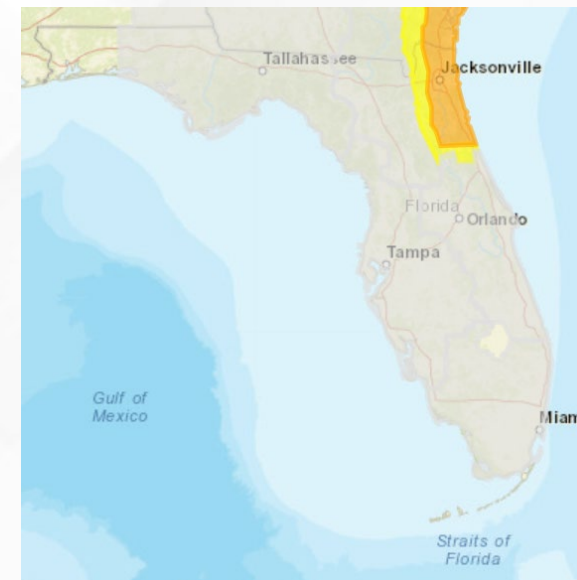 Tallahassee
Jacksonville
Florida
Orlando
Tampa
Gulf of
Mexico
Miam
Straits of
Florida